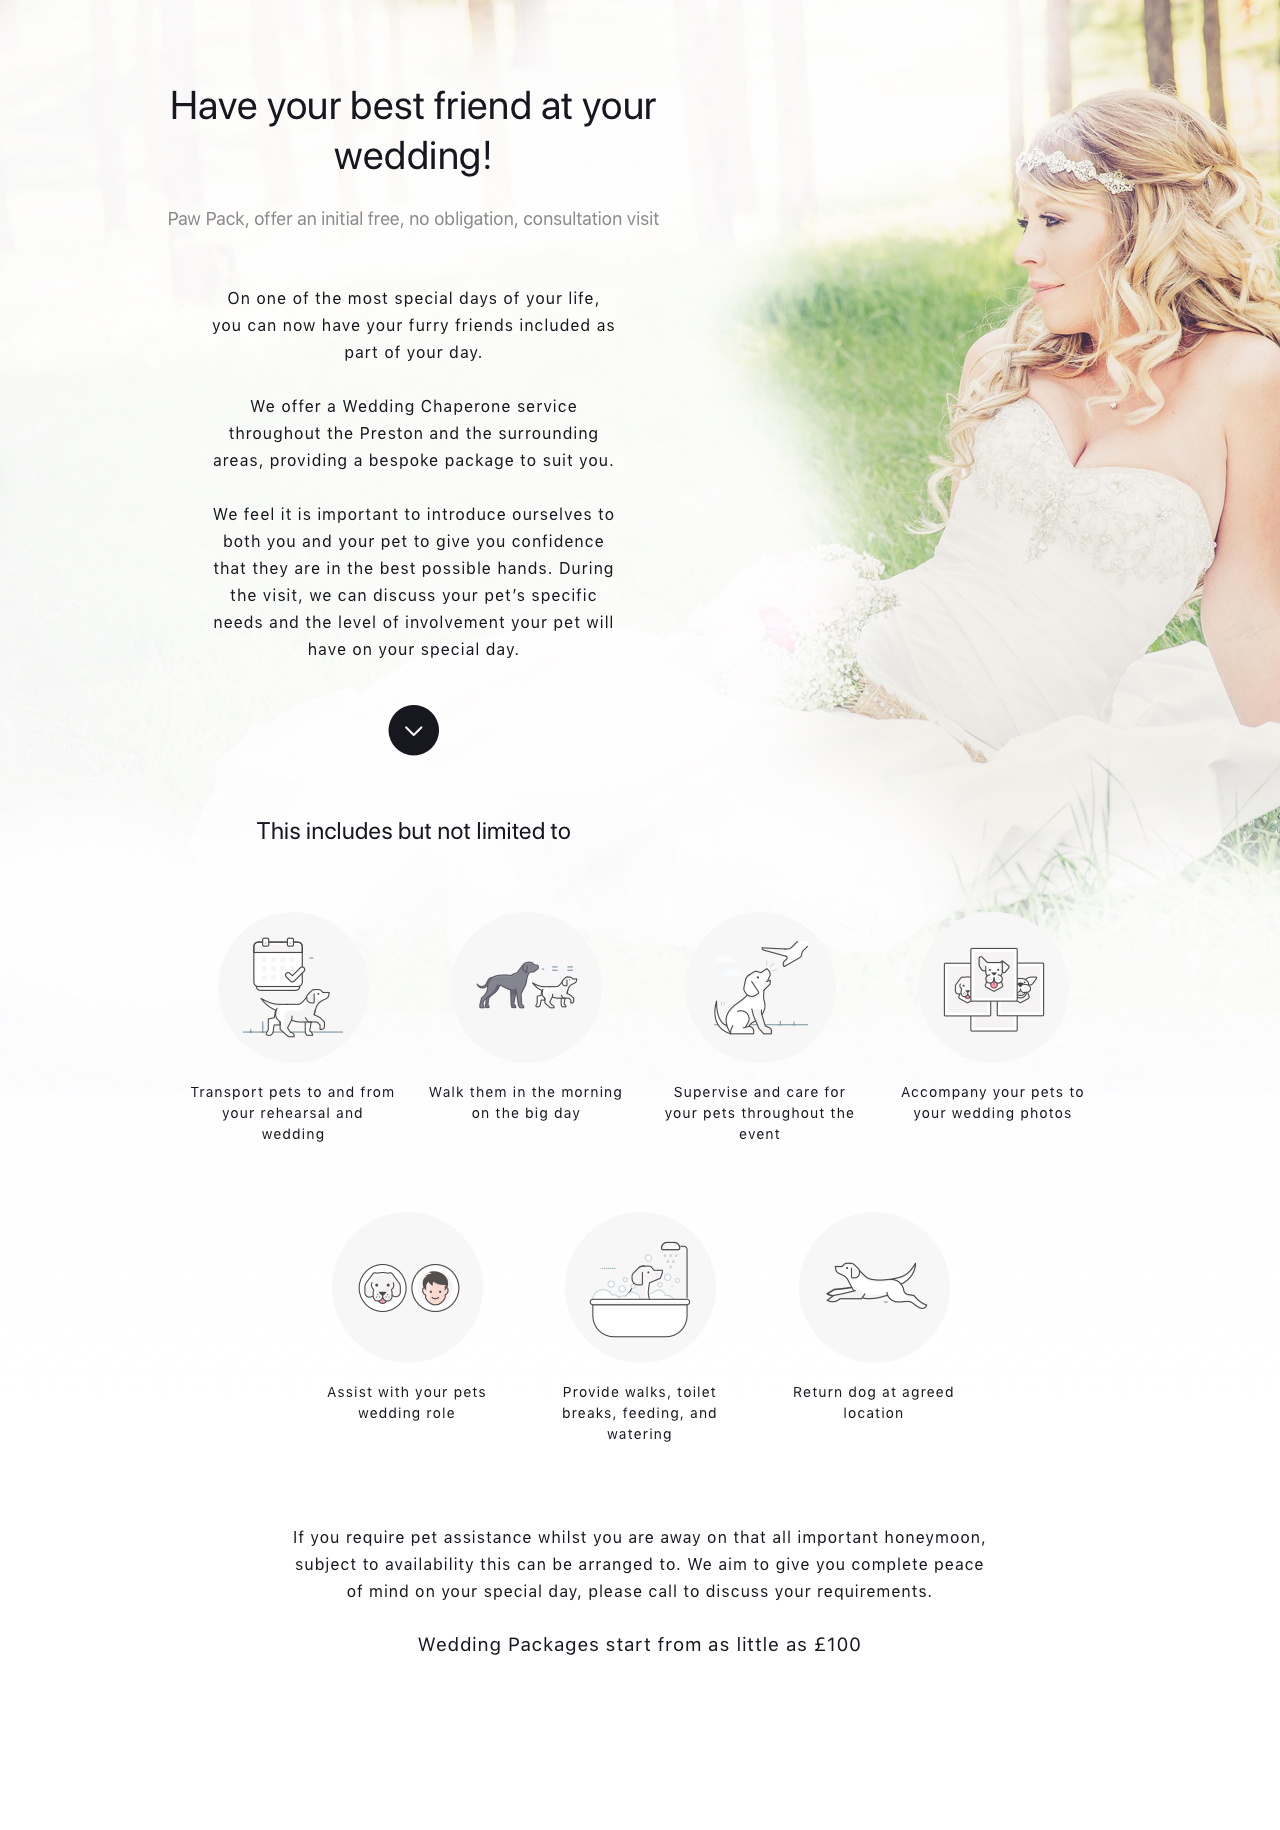 Have your best friend at your
wedding!
Paw Pack, offer an initial free, no obligation, consultation visit
On one of the most special days of your life,
you can now have your furry friends included as
part of your day.
We offer a Wedding Chaperone service
throughout the Preston and the surrounding
areas, providing a bespoke package to suit you.
We feel it is important to introduce ourselves to
both you and your pet to give you confidence
that they are in the best possible hands. During
the visit, we can discuss your pet’s specific
needs and the level of involvement your pet will
have on your special day.
This includes but not limited to
Transport pets to and from
your rehearsal and
wedding
Walk them in the morning
on the big day
Supervise and care for
your pets throughout the
event
Accompany your pets to
your wedding photos
Assist with your pets
wedding role
Provide walks, toilet
breaks, feeding, and
watering
Return dog at agreed
location
If you require pet assistance whilst you are away on that all important honeymoon,
subject to availability this can be arranged to. We aim to give you complete peace
of mind on your special day, please call to discuss your requirements.
Wedding Packages start from as little as £100